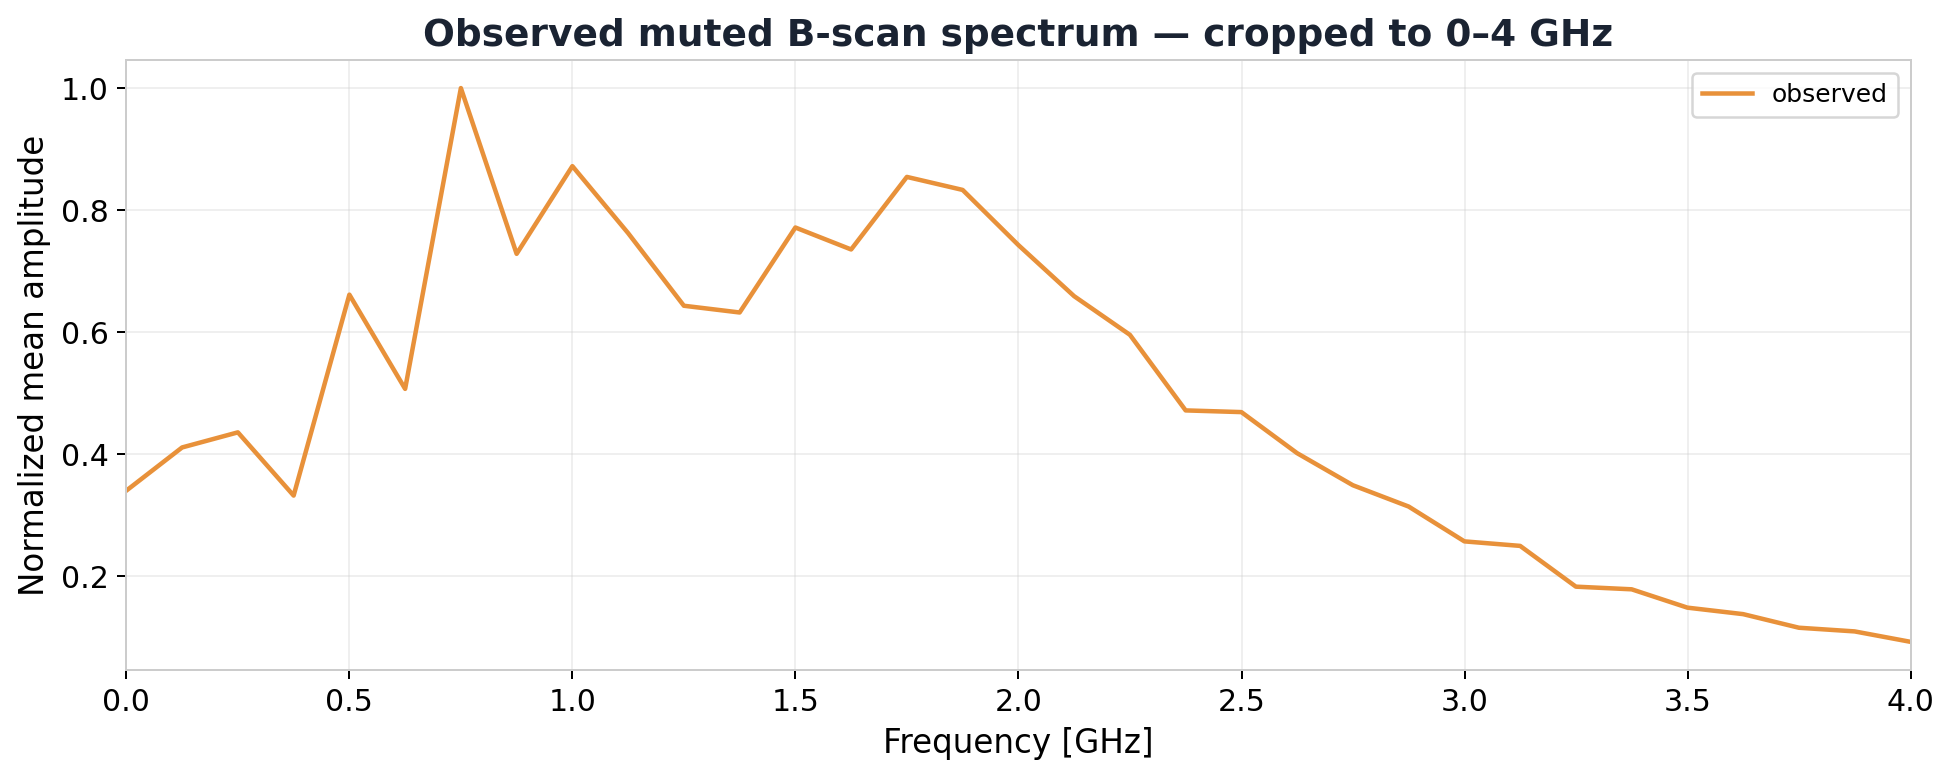 Observed muted B-scan spectrum — cropped to 0–4 GHz
observed
Normalized mean amplitude
1.0
0.8
0.6
0.4
0.2
0.0 0.5 1.0 1.5 2.0 2.5 3.0 3.5 4.0
Frequency [GHz]